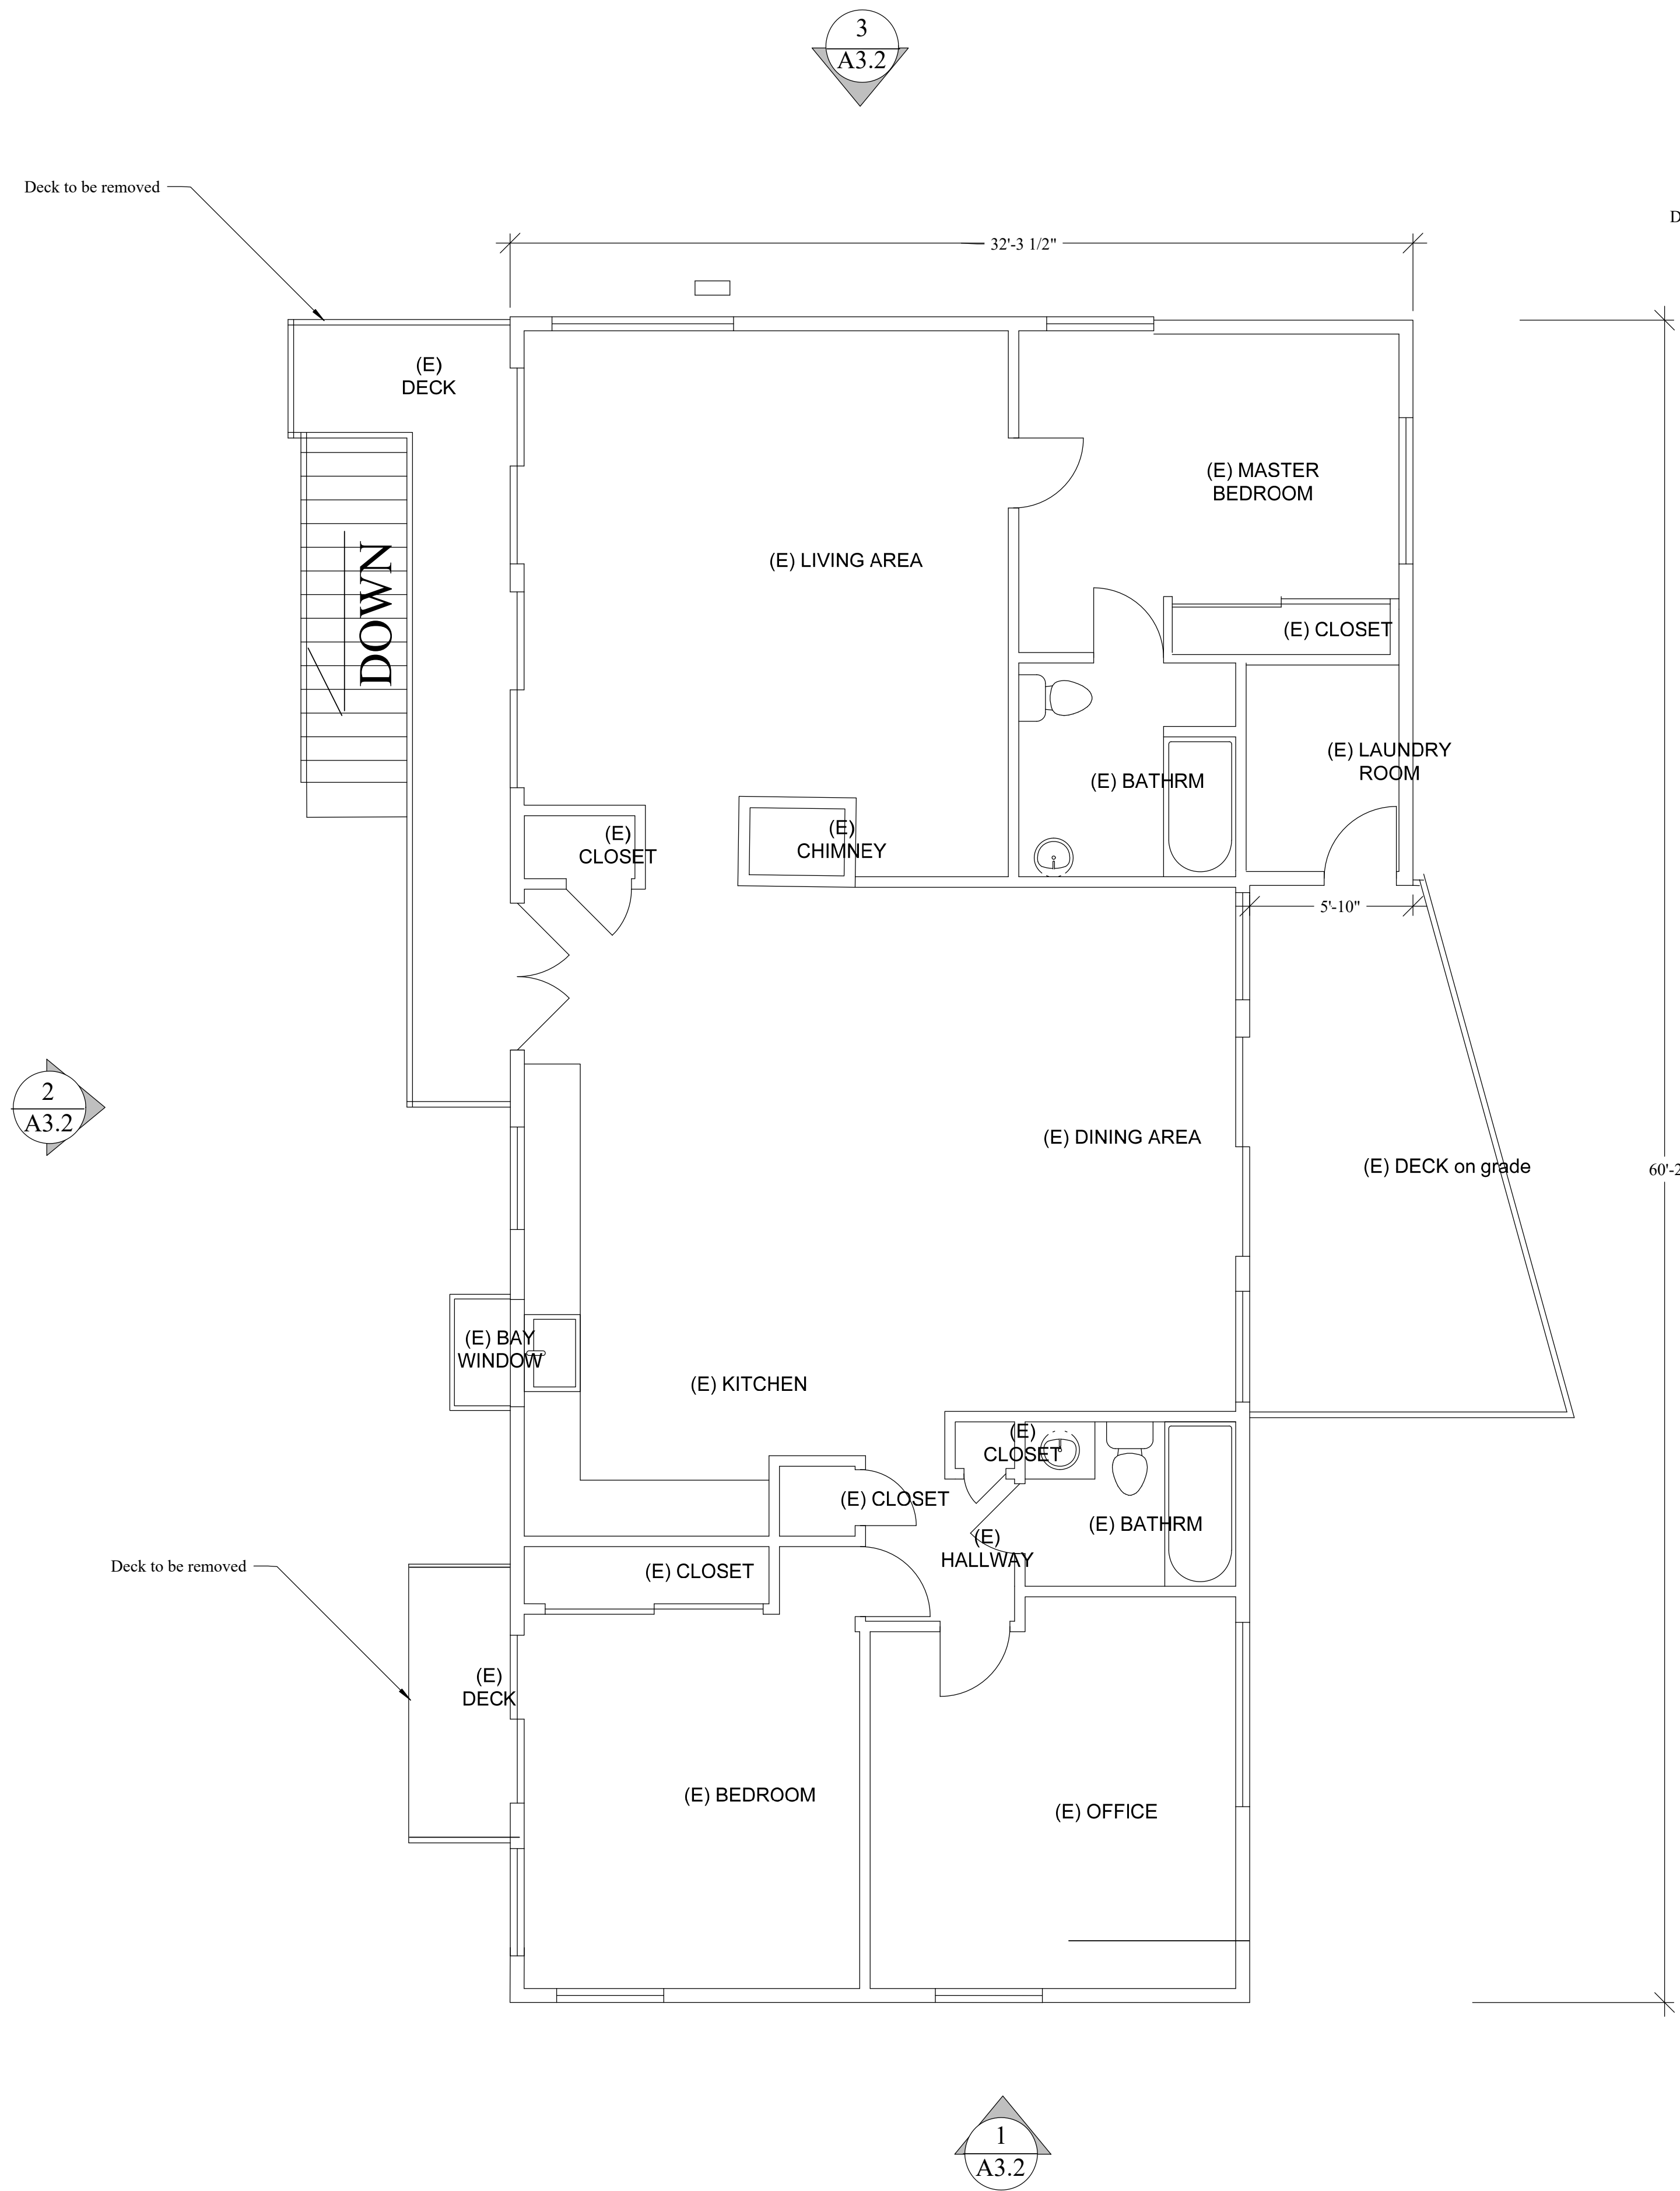 3
A3.2
Deck to be removed
D
32'-3 1/2"
(E)
DECK
(E) MASTER
BEDROOM
DOWN
(E) LIVING AREA
(E) CLOSET
(E) LAUNDRY
ROOM
(E) BATHRM
(E)
CLOSET
(E)
CHIMNEY
5'-10"
2
A3.2
(E) DINING AREA
(E) DECK on grade
60'-2
(E) BAY
WINDOW
(E) KITCHEN
(E)
CLOSET
(E) CLOSET
(E) BATHRM
(E)
HALLWAY
Deck to be removed
(E) CLOSET
(E)
DECK
(E) BEDROOM
(E) OFFICE
1
A3.2